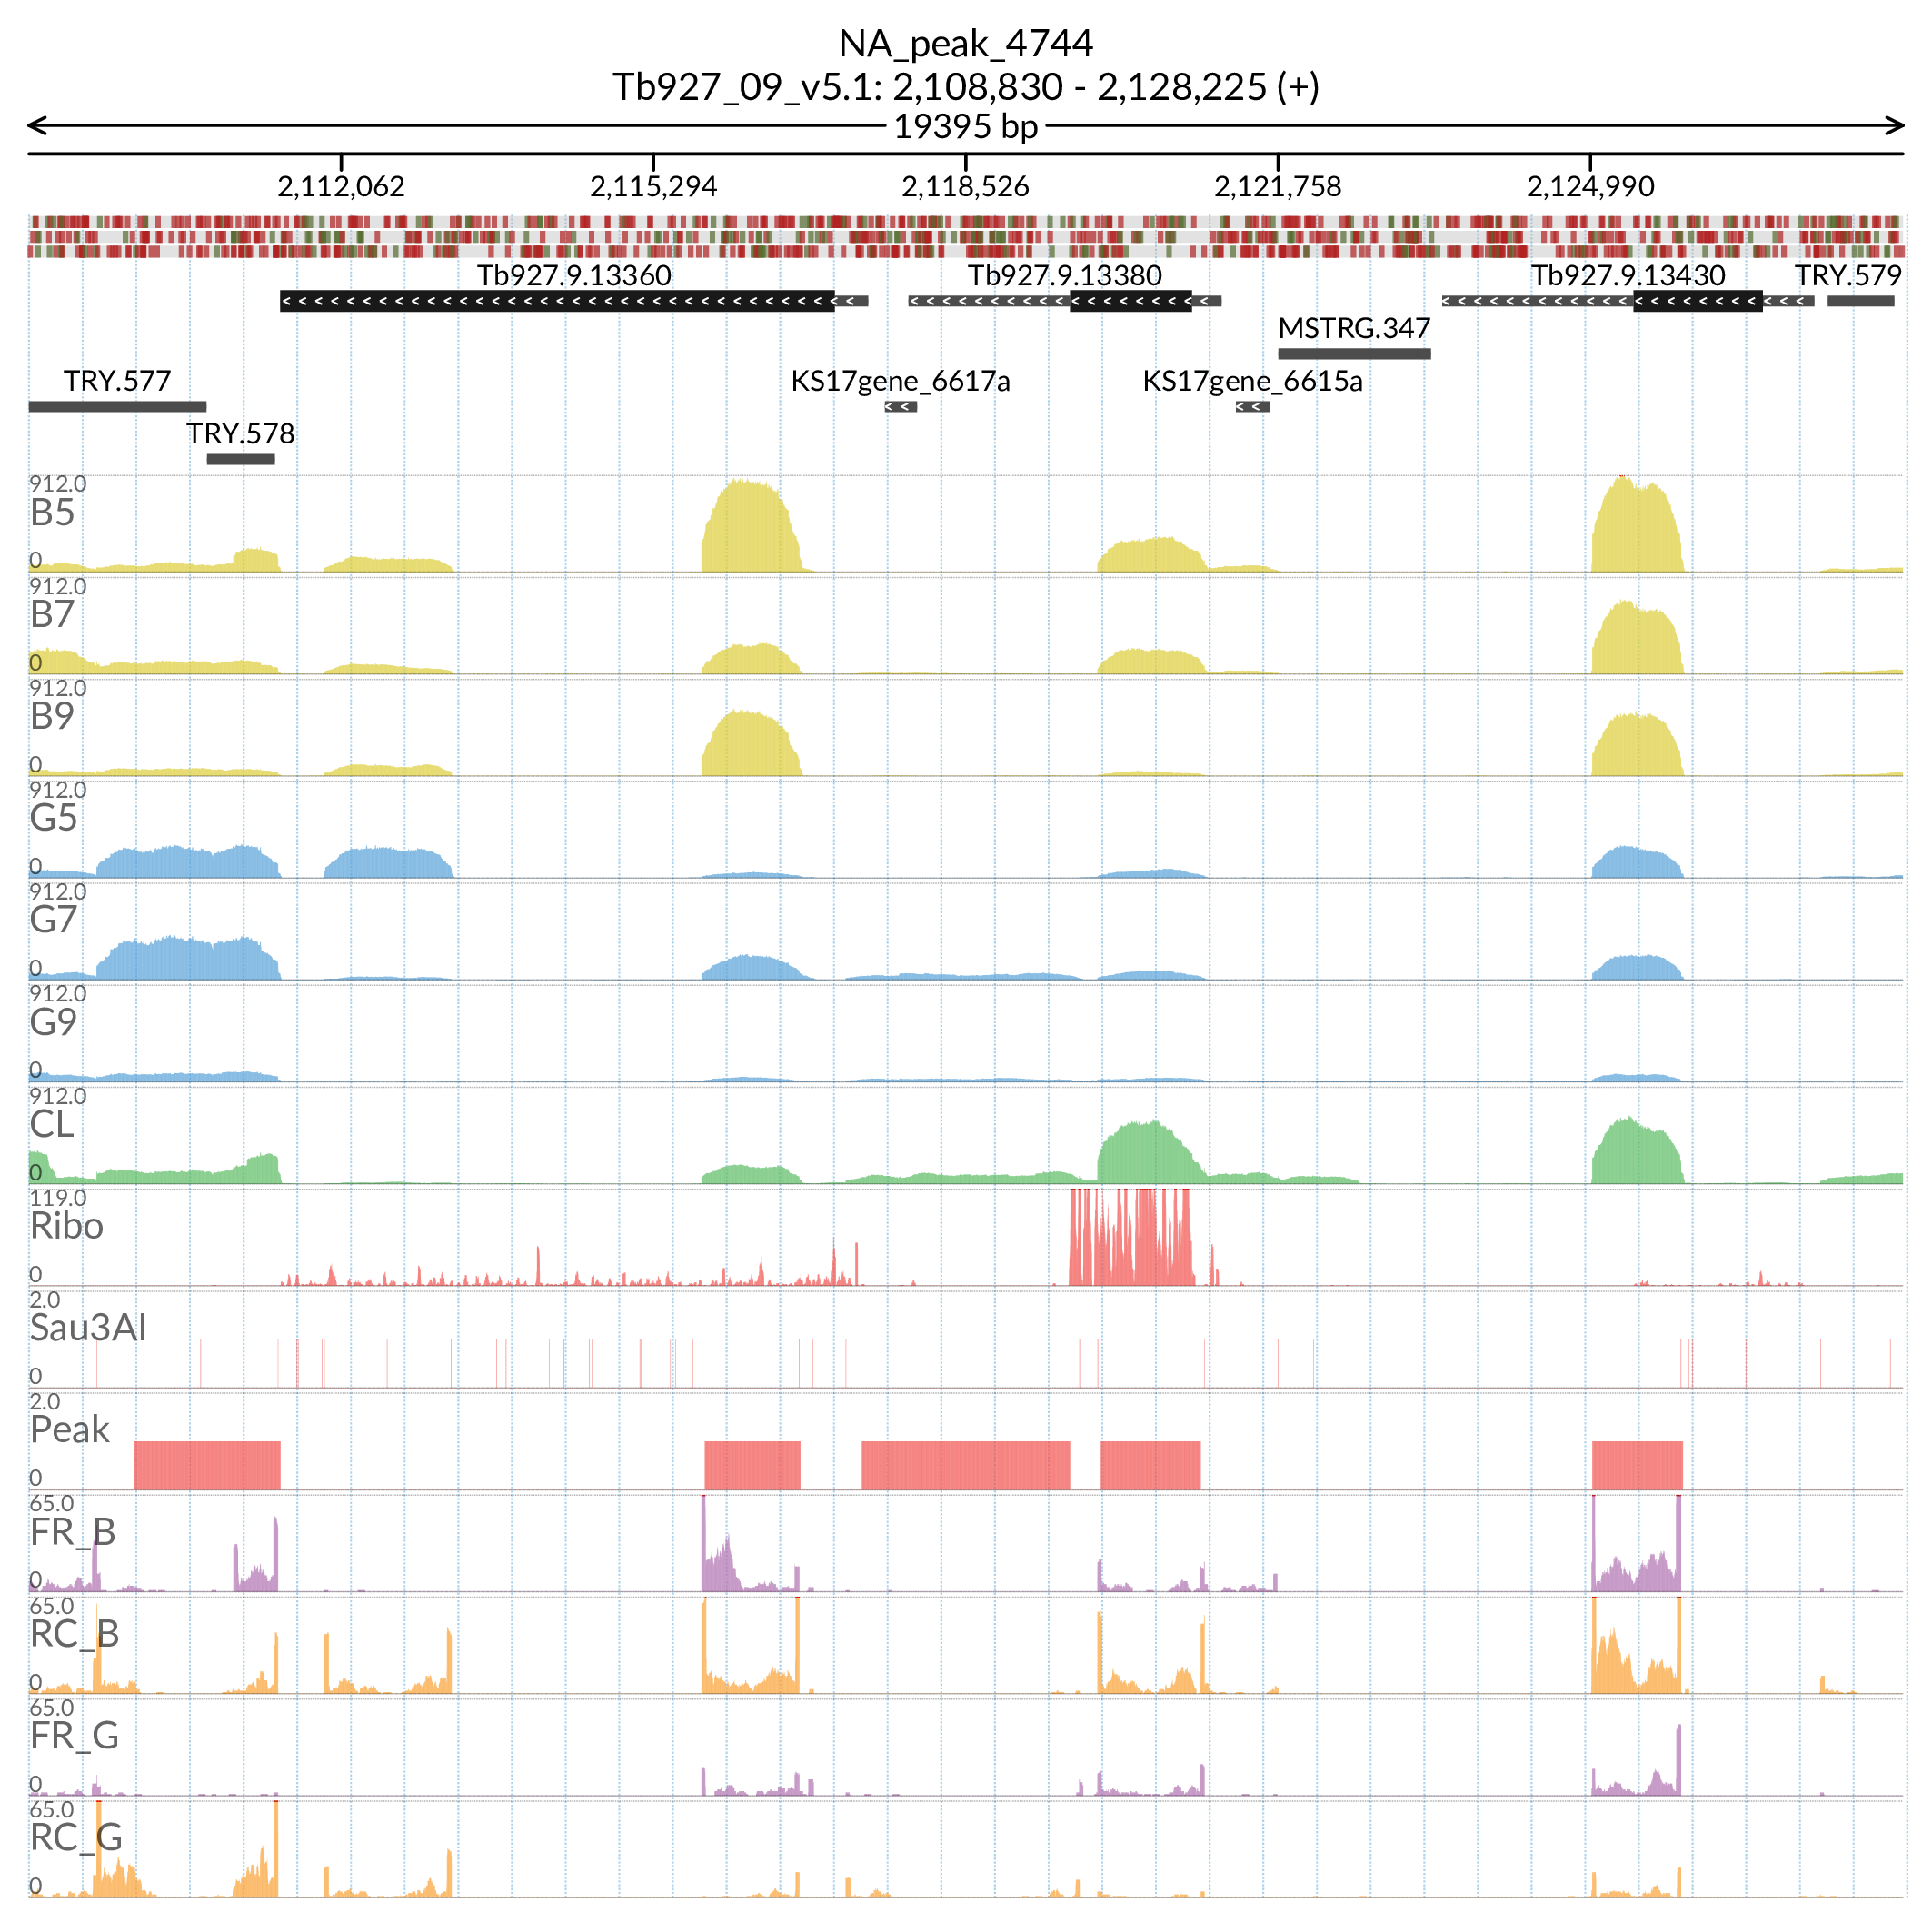 NA_peak_4744
Tb927_09_v5.1: 2,108,830 - 2,128,225 (+)
19395 bp
2,112,062 2,115,294 2,118,526 2,121,758 2,124,990
Tb927.9.13360 Tb927.9.13380 Tb927.9.13430 TRY.579
MSTRG.347
TRY.577 KS17gene_6617a KS17gene_6615a
TRY.578
912.0
B5
0
912.0
B7
0
912.0
B9
0
912.0
G5
0
912.0
G7
0
912.0
G9
0
912.0
CL
0
119.0
Ribo
0
2.0
Sau3AI
0
2.0
Peak
0
65.0
FR_B
0
65.0
RC_B
0
65.0
FR_G
0
65.0
RC_G
0